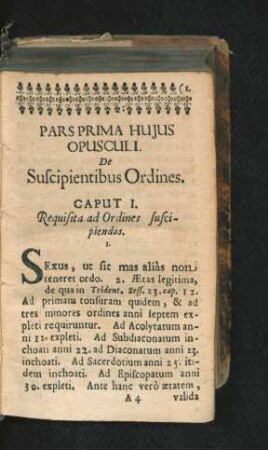 (1.
PARS PRIMA HUJUS
OPUSCULI.
De
Suscipientibus Ordines.
CAPUT I.
Requisita ad Ordines susci-
piendos.
1.
SExus, ut sit mas aliàs non
teneret ordo. 2. Ætas legitima,
de qua in Trident. Sess. 23. cap. 12.
Ad primam tonsuram quidem, & ad
tres minores ordines anni septem ex-
pleti requiruntur. Ad Acolytatum an-
ni 11. expleti. Ad Subdiaconatum in-
choati anni 22. ad Diaconatum anni 23.
inchoati. Ad Sacerdotium anni 25. iti-
dem inchoati. Ad Episcopatum anni
30. expleti. Ante hanc verò ætatem,
A 4 valida